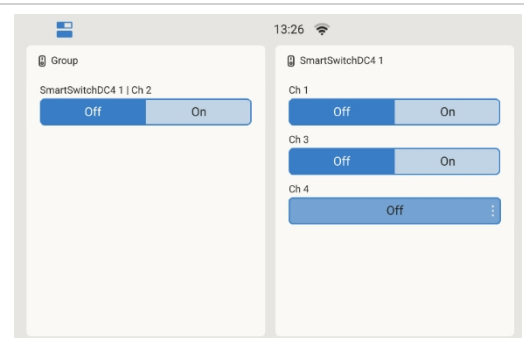 13:26
Group
SmartSwitchDC4 1 | Ch 2
Off On
SmartSwitchDC4 1
Ch 1
Off On
Ch 3
Off On
Ch 4
Off